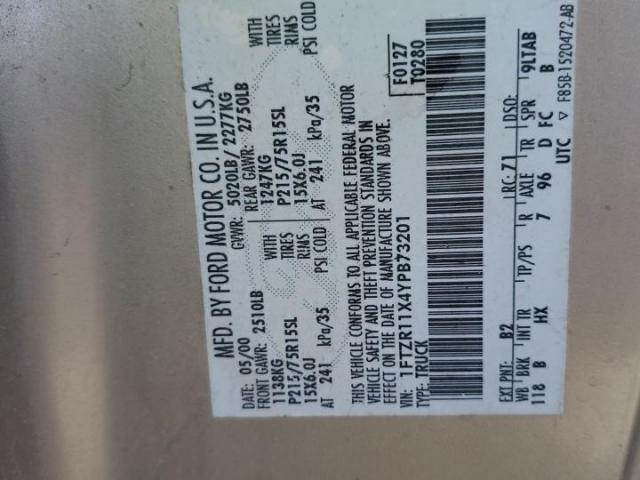 MFD. BY FORD MOTOR CO. IN U.S.A.
DATE: 05/00 GVWR: 5020LB/ 2277KG
FRONT GAWR: 2510LB REAR GAWR: 2750LB
1138KG WITH 1247KG WITH
P215/75R15SL TIRES P215/75R15SL TIRES
15X6.0J RIMS 15X6.0J RIMS
AT 241 kPa/35 PSI COLD AT 241 kPa/35 PSI COLD
THIS VEHICLE CONFORMS TO ALL APPLICABLE FEDERAL MOTOR
VEHICLE SAFETY AND THEFT PREVENTION STANDARDS IN
EFFECT ON THE DATE OF MANUFACTURE SHOWN ABOVE.
VIN: 1FTZR11X4YPB73201
TYPE: TRUCK
F0127
T0280
EXT PNT: B2 RC: 71 DSO:
WB BRK INT TR TP/PS R AXLE TR SPR 9LTAB
118 B HX 7 96 D FC B
UTC ▽ F85B-1520472-AB